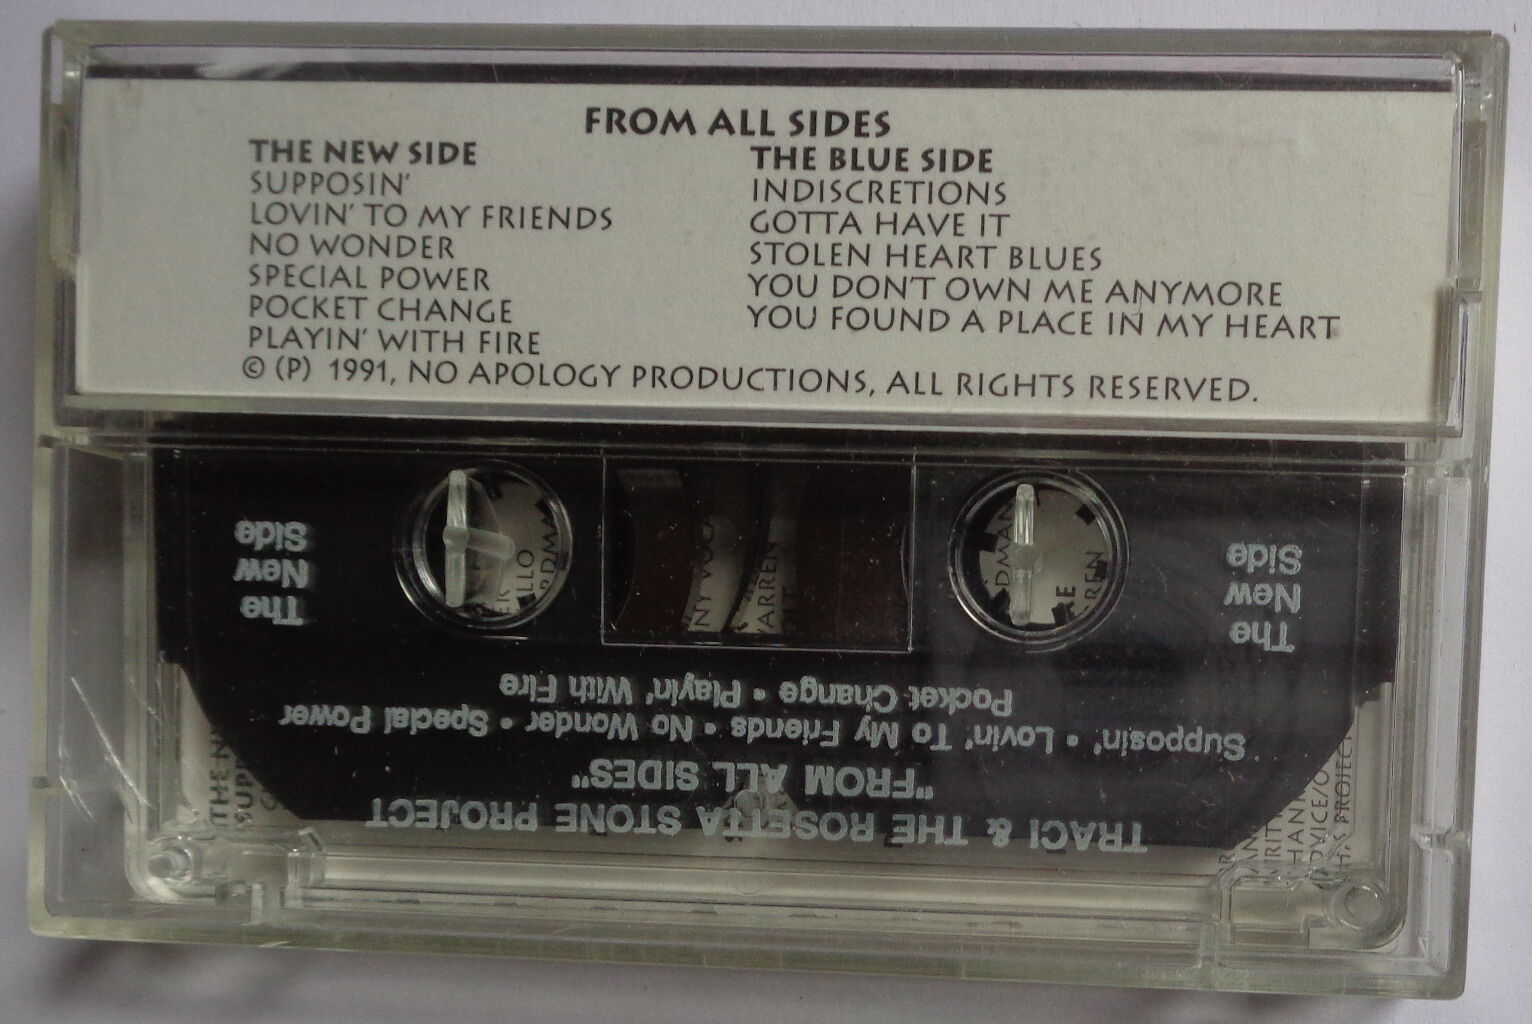 FROM ALL SIDES
THE NEW SIDE
SUPPOSIN'
LOVIN' TO MY FRIENDS
NO WONDER
SPECIAL POWER
POCKET CHANGE
PLAYIN' WITH FIRE
THE BLUE SIDE
INDISCRETIONS
GOTTA HAVE IT
STOLEN HEART BLUES
YOU DON'T OWN ME ANYMORE
YOU FOUND A PLACE IN MY HEART
© (P) 1991, NO APOLOGY PRODUCTIONS, ALL RIGHTS RESERVED.
TRACI & THE ROSETTA STONE PROJECT
"FROM ALL SIDES"
Supposin' • Lovin' To My Friends • No Wonder • Special Power
Pocket Change • Playin' With Fire
The
New
Side
The
New
Side